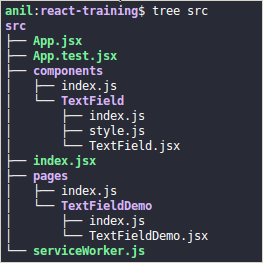 anil:react-training$ tree src
src
├── App.jsx
├── App.test.jsx
├── components
│   ├── index.js
│   └── TextField
│       ├── index.js
│       ├── style.js
│       └── TextField.jsx
├── index.jsx
├── pages
│   ├── index.js
│   └── TextFieldDemo
│       ├── index.js
│       └── TextFieldDemo.jsx
└── serviceWorker.js